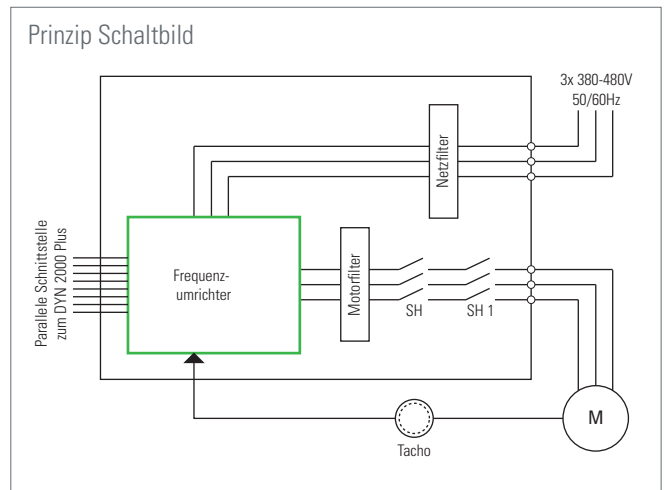 Prinzip Schaltbild
3x 380-480V
50/60Hz
Netzfilter
Parallele Schnittstelle
zum DYN 2000 Plus
Frequenz-
umrichter
Motorfilter
SH
SH 1
M
Tacho